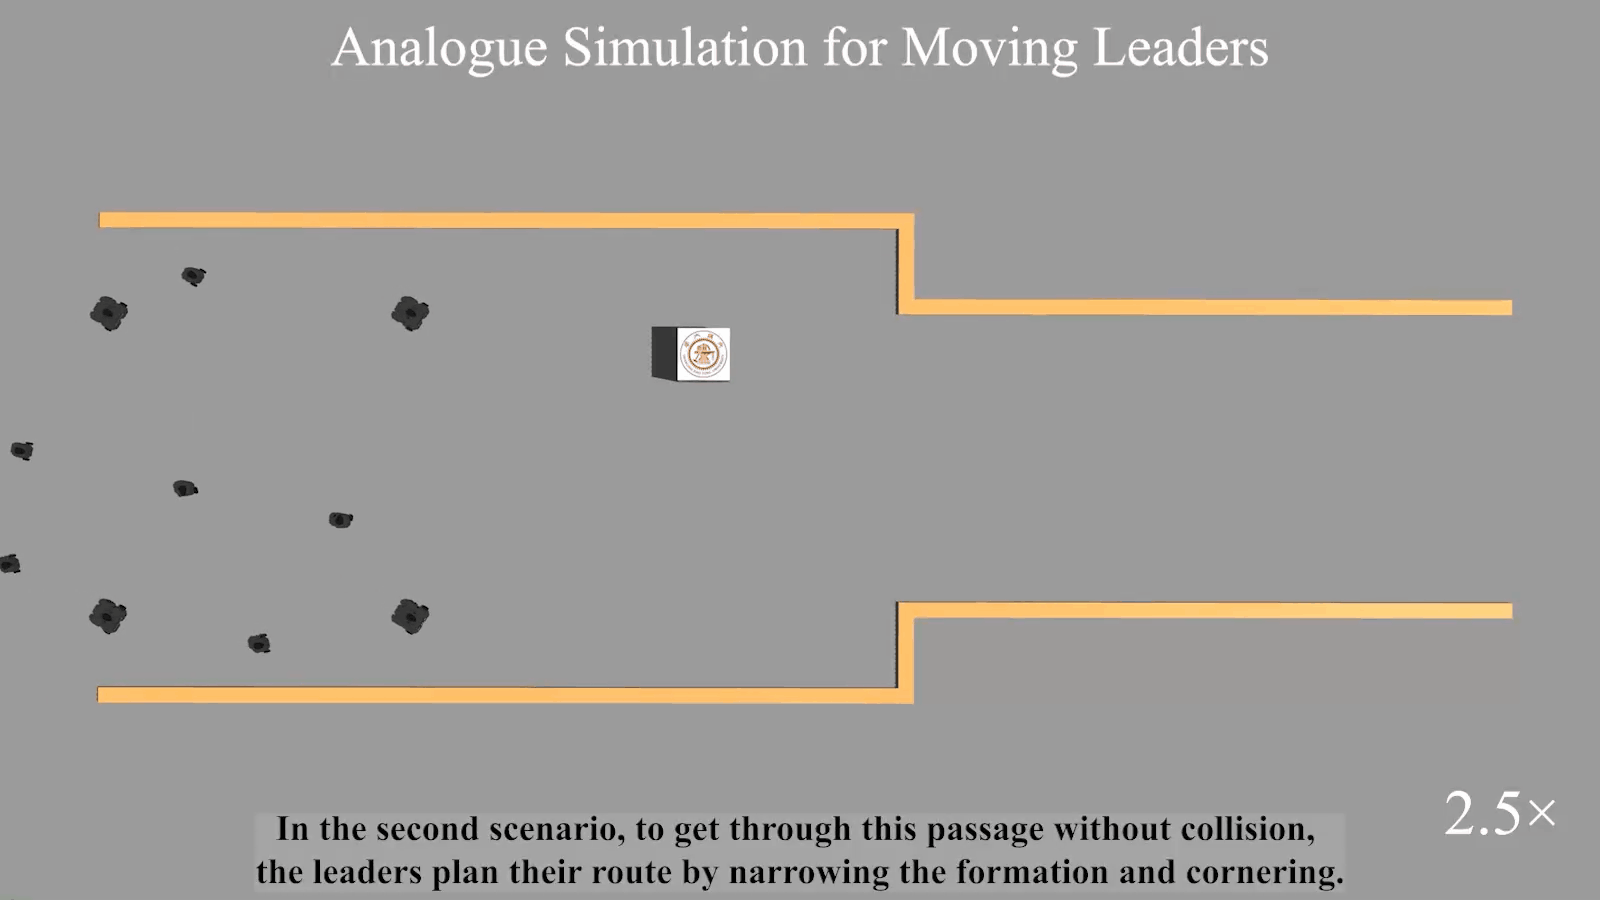 Analogue Simulation for Moving Leaders
2.5×
In the second scenario, to get through this passage without collision,
the leaders plan their route by narrowing the formation and cornering.